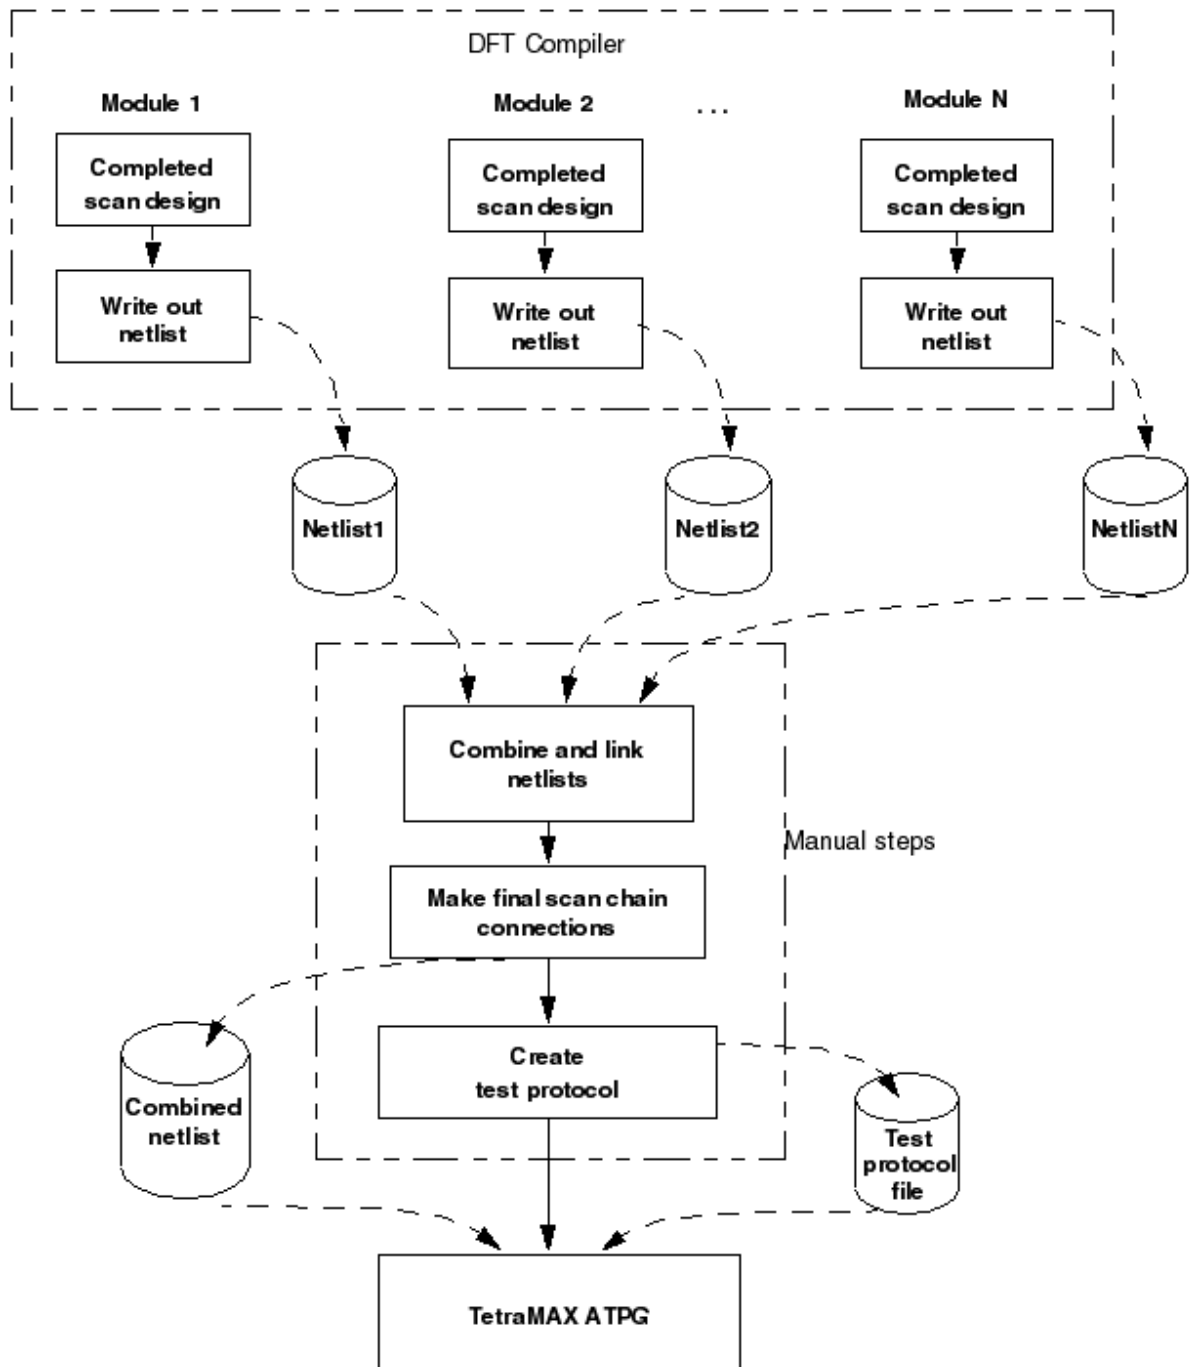 DFT Compiler
Module 1
Module 2
. . .
Module N
Completed
scan design
Completed
scan design
Completed
scan design
Write out
netlist
Write out
netlist
Write out
netlist
Netlist1
Netlist2
NetlistN
Combine and link
netlists
Manual steps
Make final scan chain
connections
Create
test protocol
Combined
netlist
Test
protocol
file
TetraMAX ATPG